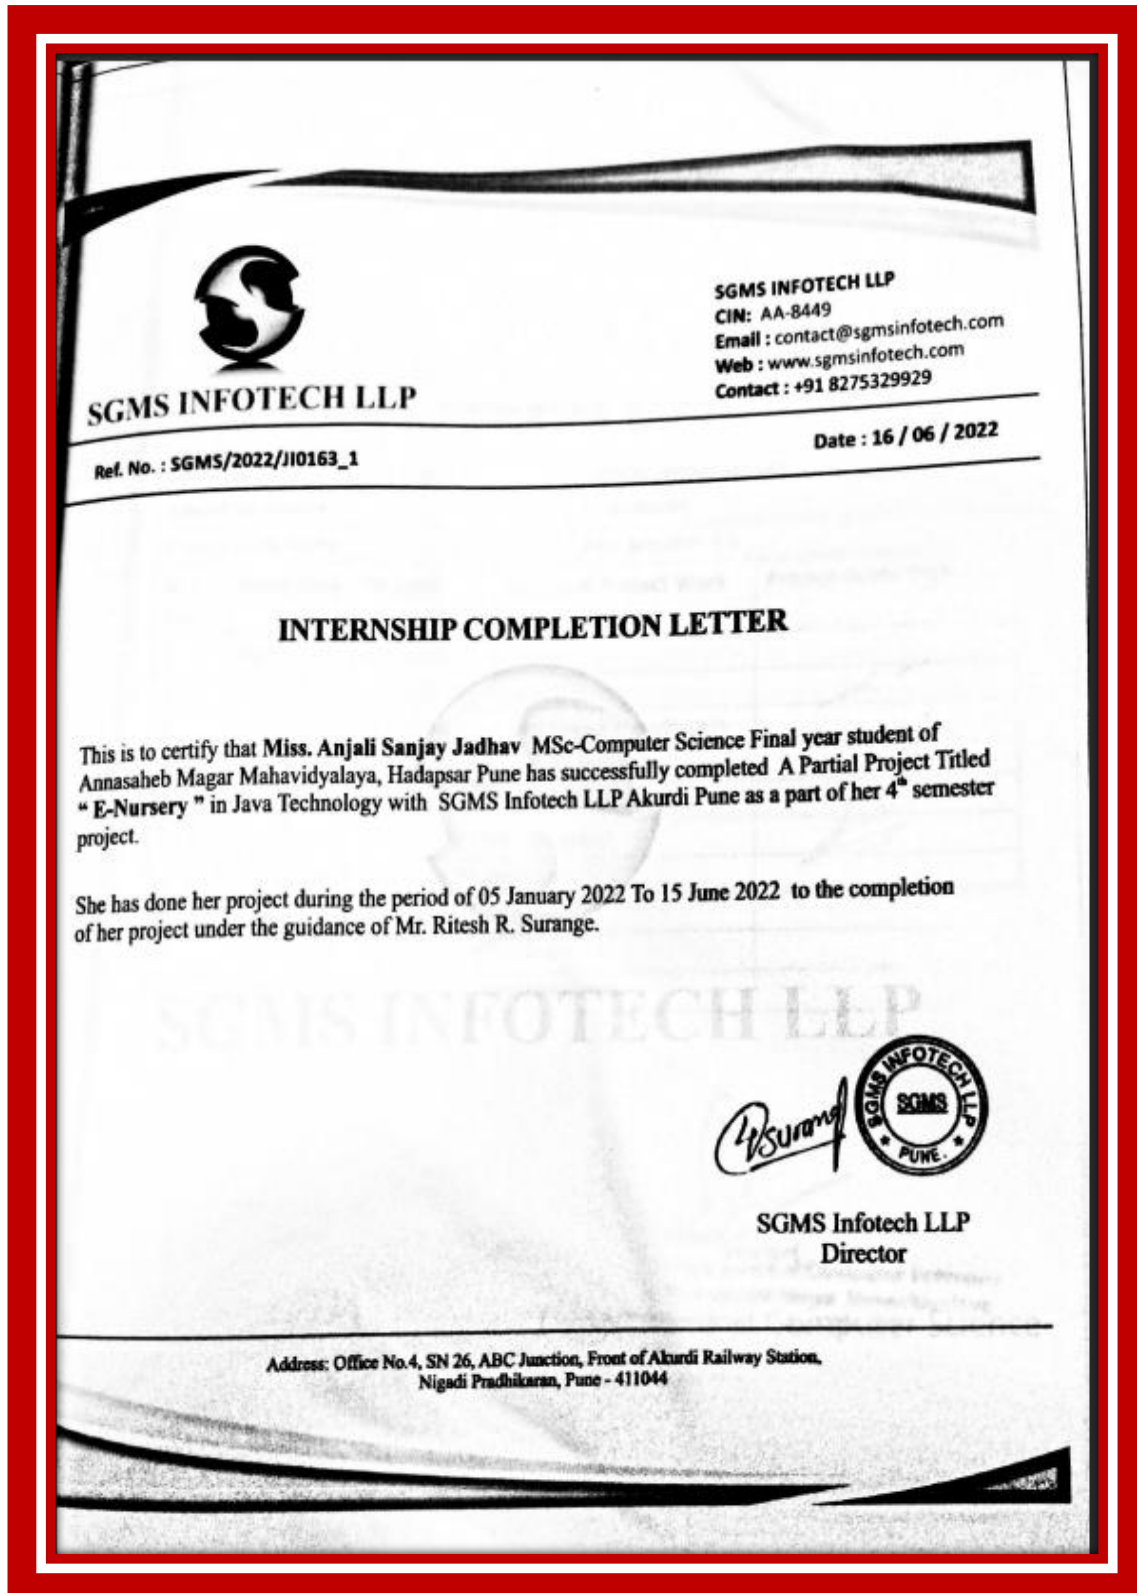 SGMS INFOTECH LLP
SGMS INFOTECH LLP
CIN: AA-8449
Email : contact@sgmsinfotech.com
Web : www.sgmsinfotech.com
Contact : +91 8275329929
Ref. No. : SGMS/2022/JI0163_1
Date : 16 / 06 / 2022
INTERNSHIP COMPLETION LETTER
This is to certify that Miss. Anjali Sanjay Jadhav MSc-Computer Science Final year student of
Annasaheb Magar Mahavidyalaya, Hadapsar Pune has successfully completed A Partial Project Titled
“ E-Nursery ” in Java Technology with SGMS Infotech LLP Akurdi Pune as a part of her 4th semester
project.
She has done her project during the period of 05 January 2022 To 15 June 2022 to the completion
of her project under the guidance of Mr. Ritesh R. Surange.
SGMS INFOTECH LLP
SGMS INFOTECH LLP
SGMS
★ PUNE. ★
SGMS Infotech LLP
Director
Address: Office No.4, SN 26, ABC Junction, Front of Akurdi Railway Station,
Nigadi Pradhikaran, Pune - 411044